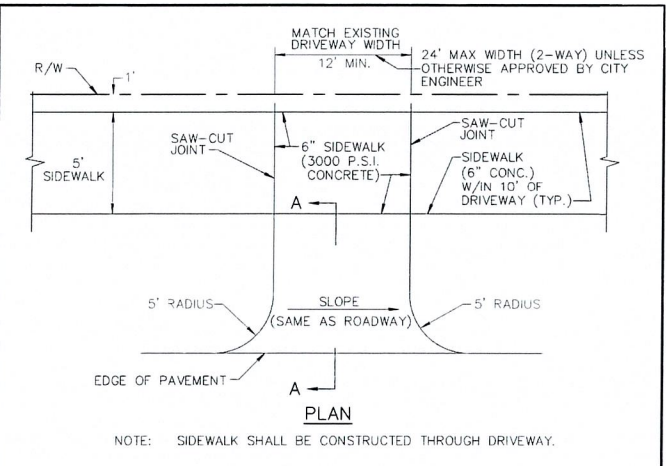 MATCH EXISTING
DRIVEWAY WIDTH
12' MIN.
24' MAX WIDTH (2-WAY) UNLESS
OTHERWISE APPROVED BY CITY
ENGINEER
R/W
1'
SAW-CUT
JOINT
6" SIDEWALK
(3000 P.S.I.
CONCRETE)
SAW-CUT
JOINT
5'
SIDEWALK
SIDEWALK
(6" CONC.)
W/IN 10' OF
DRIVEWAY (TYP.)
A
5' RADIUS
SLOPE
(SAME AS ROADWAY)
5' RADIUS
EDGE OF PAVEMENT
A
PLAN
NOTE: SIDEWALK SHALL BE CONSTRUCTED THROUGH DRIVEWAY.